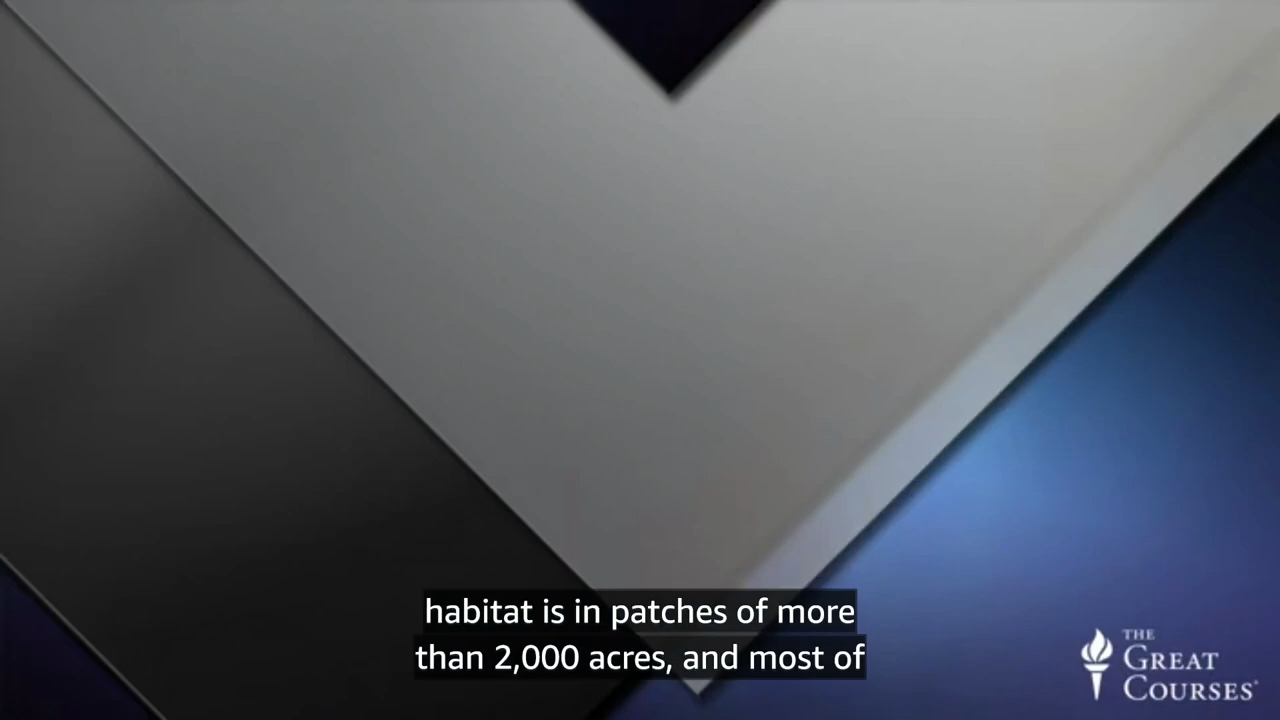 habitat is in patches of more
than 2,000 acres, and most of
THE
GREAT
COURSES